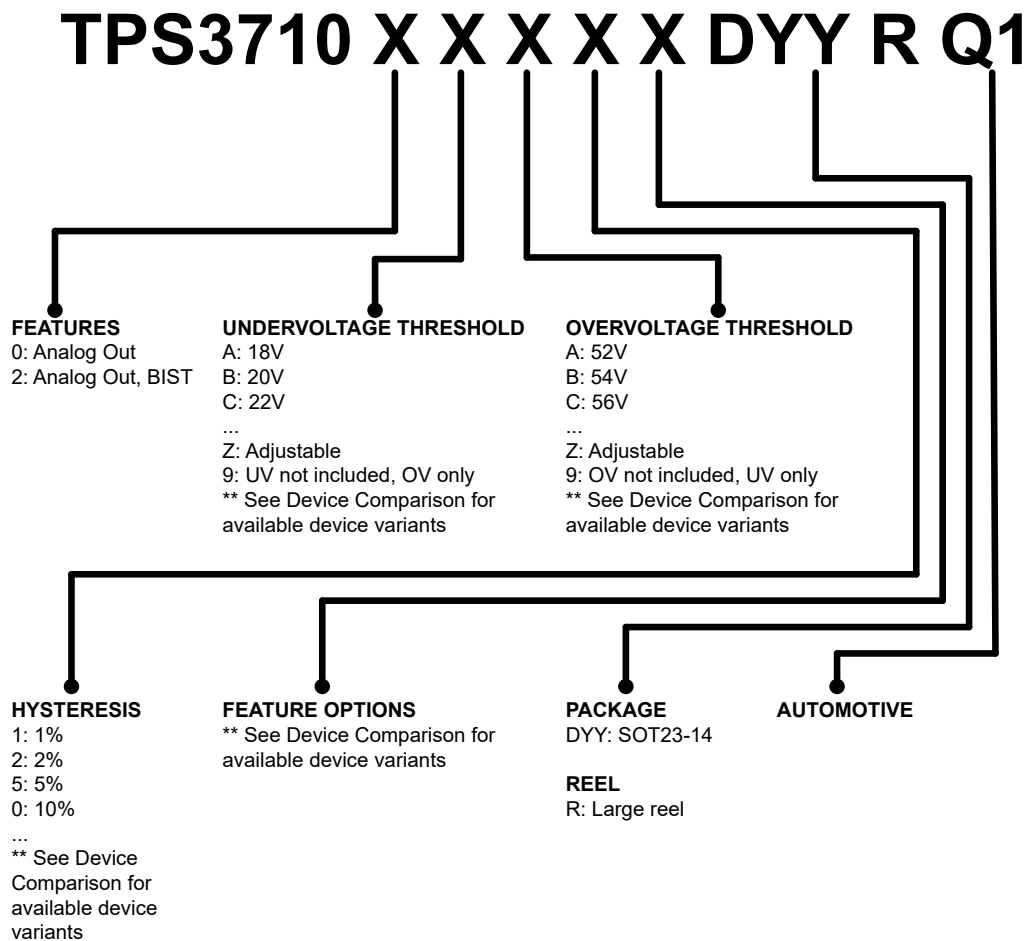 TPS3710 X X X X X DYY R Q1
FEATURES
0: Analog Out
2: Analog Out, BIST
UNDERVOLTAGE THRESHOLD
A: 18V
B: 20V
C: 22V
...
Z: Adjustable
9: UV not included, OV only
** See Device Comparison for
available device variants
OVERVOLTAGE THRESHOLD
A: 52V
B: 54V
C: 56V
...
Z: Adjustable
9: OV not included, UV only
** See Device Comparison for
available device variants
HYSTERESIS
1: 1%
2: 2%
5: 5%
0: 10%
...
** See Device
Comparison for
available device
variants
FEATURE OPTIONS
** See Device Comparison for
available device variants
PACKAGE
DYY: SOT23-14
REEL
R: Large reel
AUTOMOTIVE